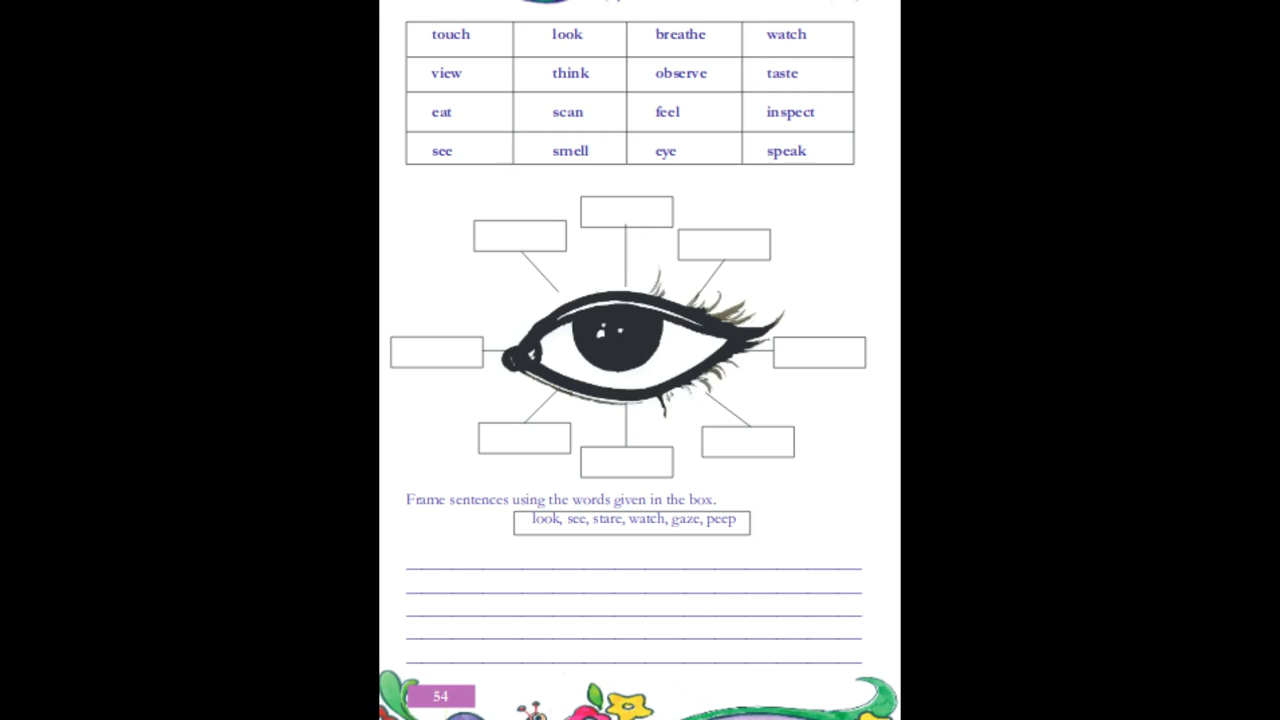 touch look breathe watch
view think observe taste
eat scan feel inspect
see smell eye speak
Frame sentences using the words given in the box.
look, see, stare, watch, gaze, peep
54